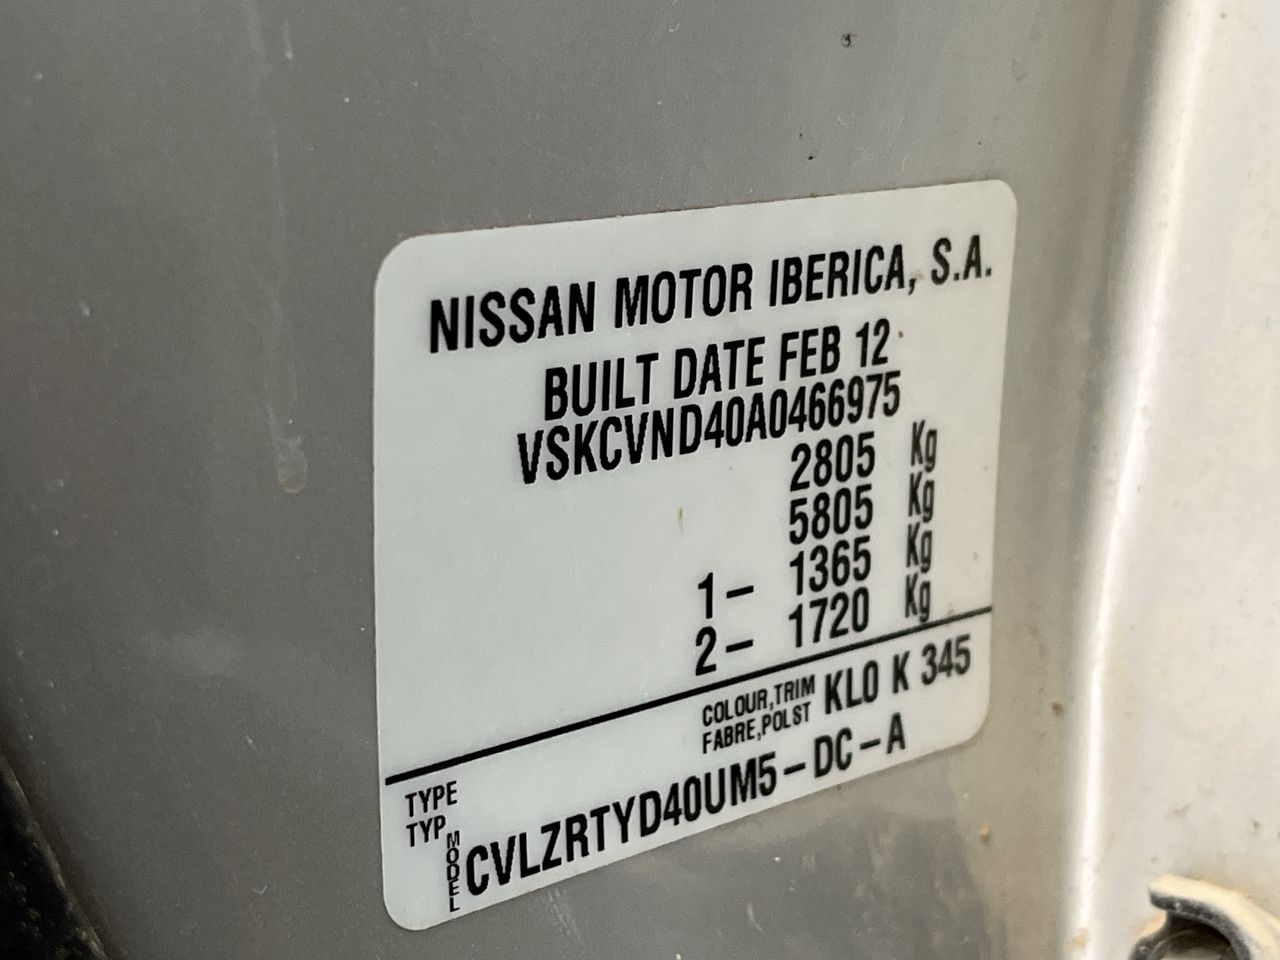 NISSAN MOTOR IBERICA, S.A.
BUILT DATE FEB 12
VSKCVND40A0466975
2805 Kg
5805 Kg
1- 1365 Kg
2- 1720 Kg
COLOUR,TRIM KL0 K 345
FABRE,POLST
TYPE
TYP
MODEL CVLZRTYD40UM5-DC-A